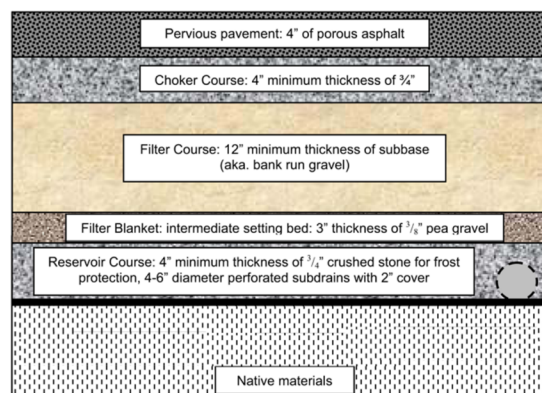 Pervious pavement: 4” of porous asphalt
Choker Course: 4” minimum thickness of ¾”
Filter Course: 12” minimum thickness of subbase
(aka. bank run gravel)
Filter Blanket: intermediate setting bed: 3” thickness of 3/8” pea gravel
Reservoir Course: 4” minimum thickness of 3/4” crushed stone for frost
protection, 4-6” diameter perforated subdrains with 2” cover
Native materials